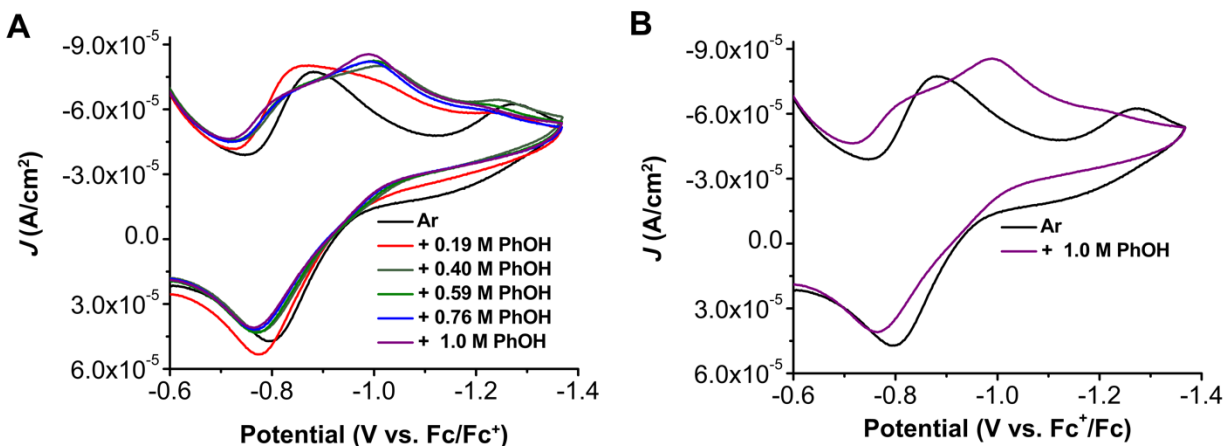 A
-9.0x10-5
-6.0x10-5
-3.0x10-5
0.0
3.0x10-5
6.0x10-5
J (A/cm2)
Ar
+ 0.19 M PhOH
+ 0.40 M PhOH
+ 0.59 M PhOH
+ 0.76 M PhOH
+ 1.0 M PhOH
-0.6 -0.8 -1.0 -1.2 -1.4
Potential (V vs. Fc/Fc+)
B
-9.0x10-5
-6.0x10-5
-3.0x10-5
0.0
3.0x10-5
6.0x10-5
J (A/cm2)
Ar
+ 1.0 M PhOH
-0.6 -0.8 -1.0 -1.2 -1.4
Potential (V vs. Fc+/Fc)